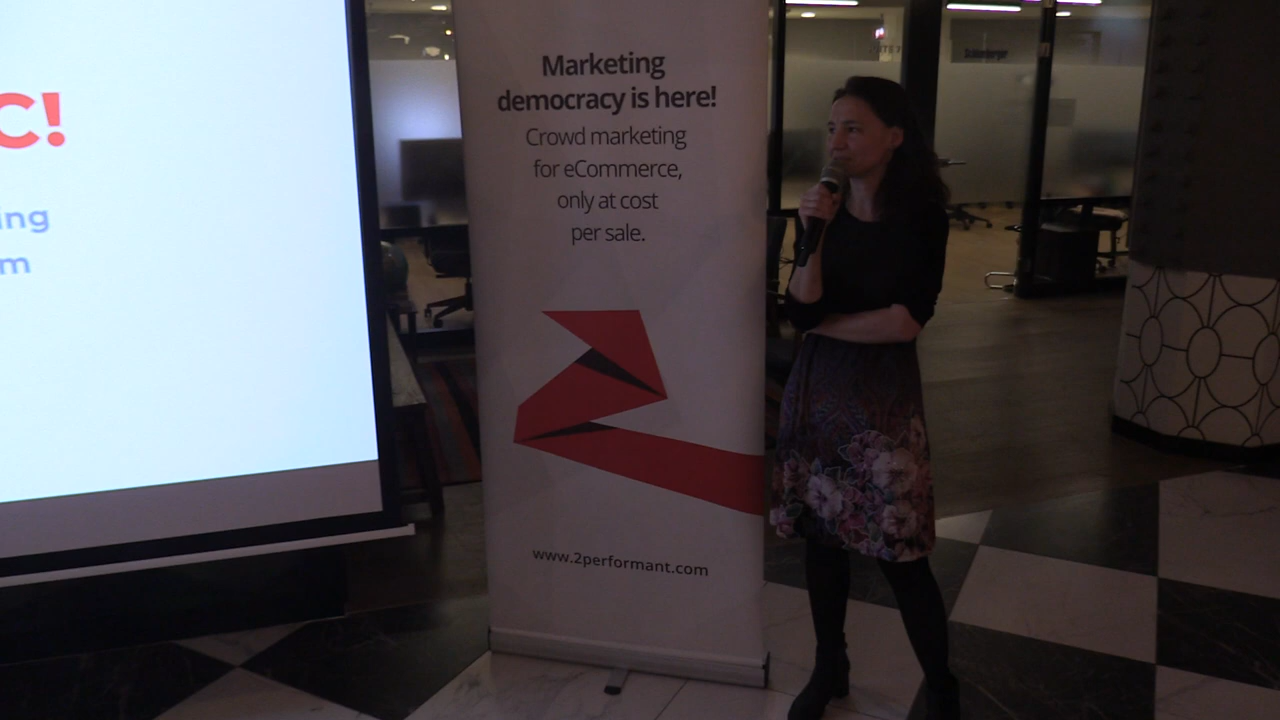 C!
ing
m
Marketing
democracy is here!
Crowd marketing
for eCommerce,
only at cost
per sale.
www.2performant.com